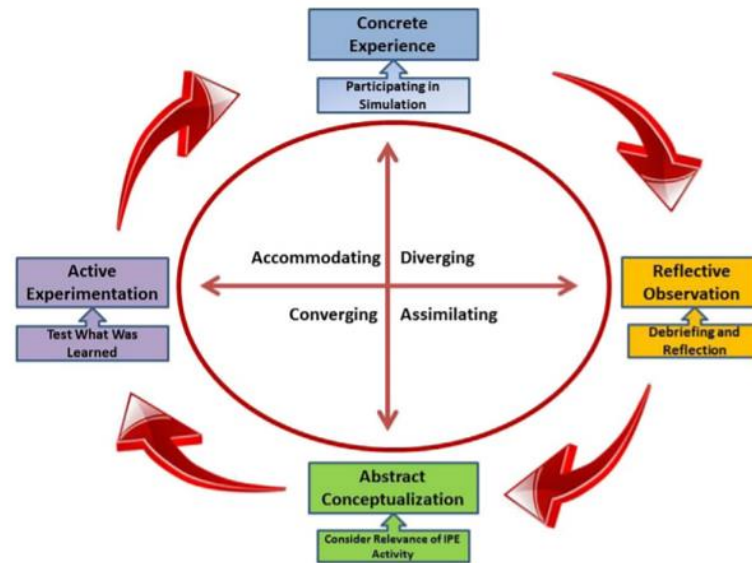 Concrete
Experience
Participating in
Simulation
Accommodating
Diverging
Active
Experimentation
Reflective
Observation
Converging
Assimilating
Test What Was
Learned
Debriefing and
Reflection
Abstract
Conceptualization
Consider Relevance of IPE
Activity